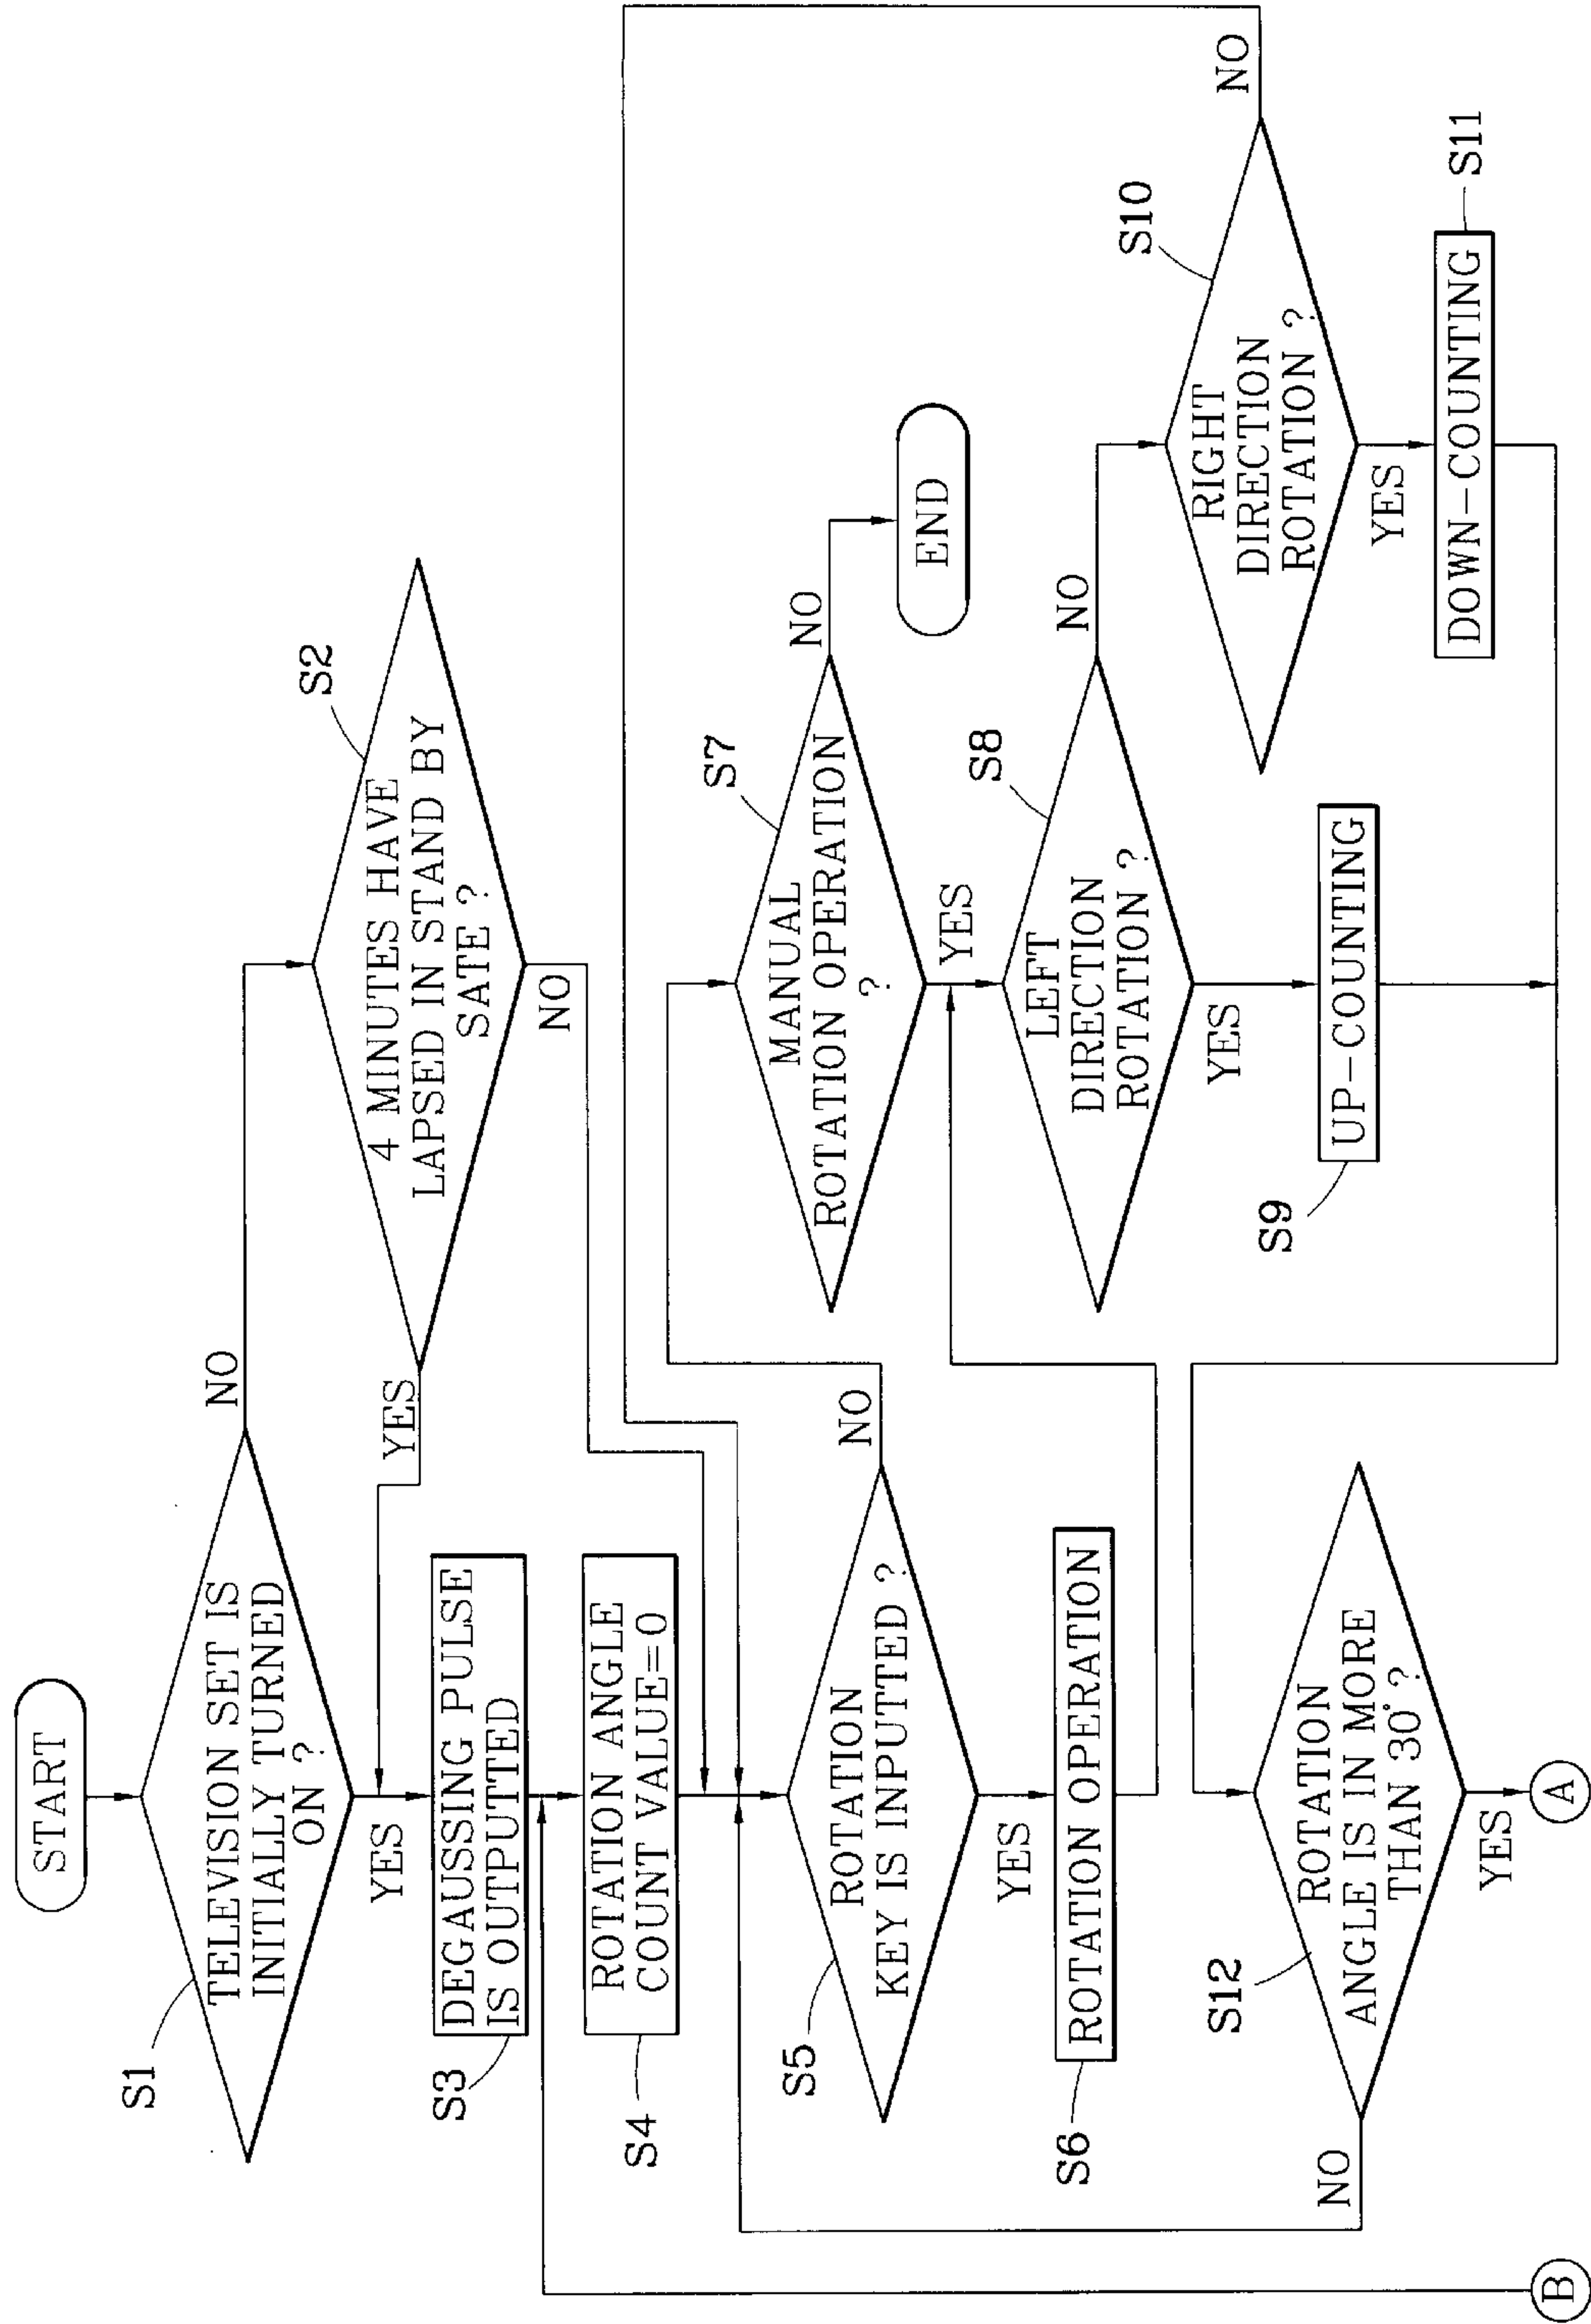 START
S1
TELEVISION SET IS
INITIALLY TURNED
ON ?
NO
YES
S2
4 MINUTES HAVE
LAPSED IN STAND BY
SATE ?
YES
NO
S3
DEGAUSSING PULSE
IS OUTPUTTED
S4
ROTATION ANGLE
COUNT VALUE=0
S5
ROTATION
KEY IS INPUTTED ?
NO
YES
S6
ROTATION OPERATION
S7
MANUAL
ROTATION OPERATION
?
NO
YES
END
S8
LEFT
DIRECTION
ROTATION ?
NO
YES
S9
UP-COUNTING
S10
RIGHT
DIRECTION
ROTATION ?
NO
YES
S11
DOWN-COUNTING
S12
ROTATION
ANGLE IS IN MORE
THAN 30° ?
NO
YES
A
B